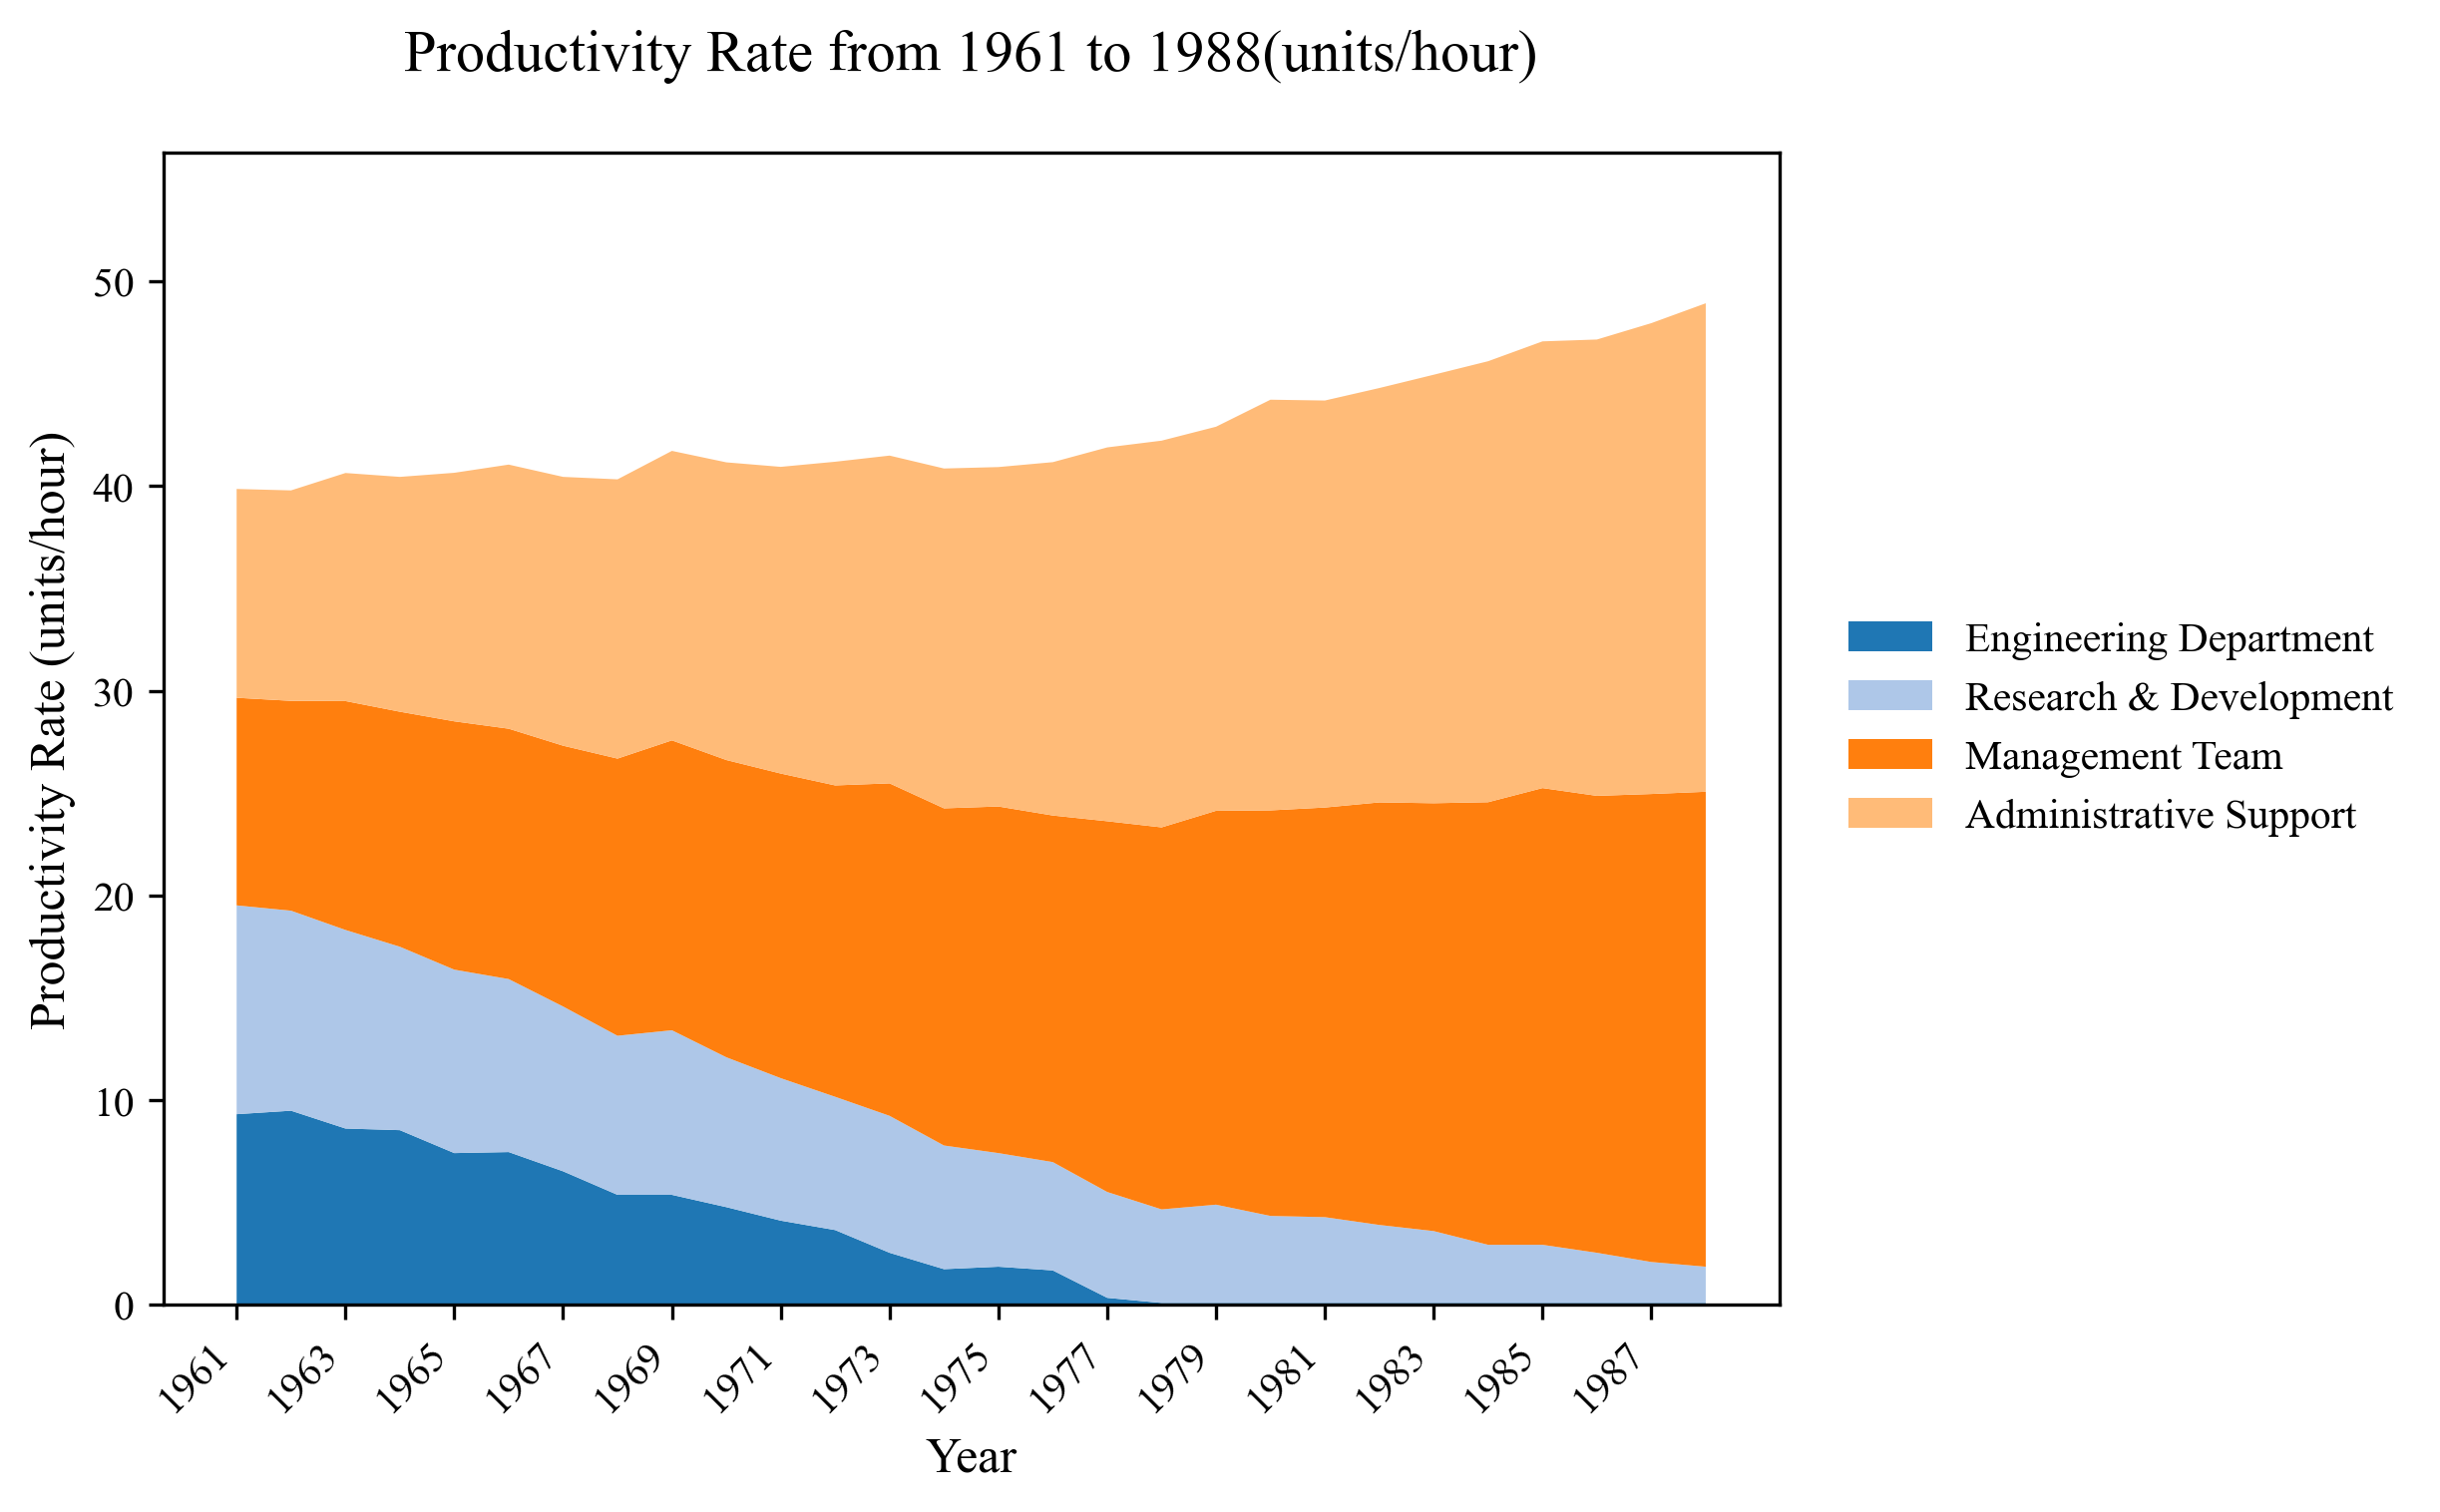 Productivity Rate from 1961 to 1988(units/hour)
Productivity Rate (units/hour)
50
40
30
20
10
0
1961
1963
1965
1967
1969
1971
1973
1975
1977
1979
1981
1983
1985
1987
Year
Engineering Department
Research & Development
Management Team
Administrative Support